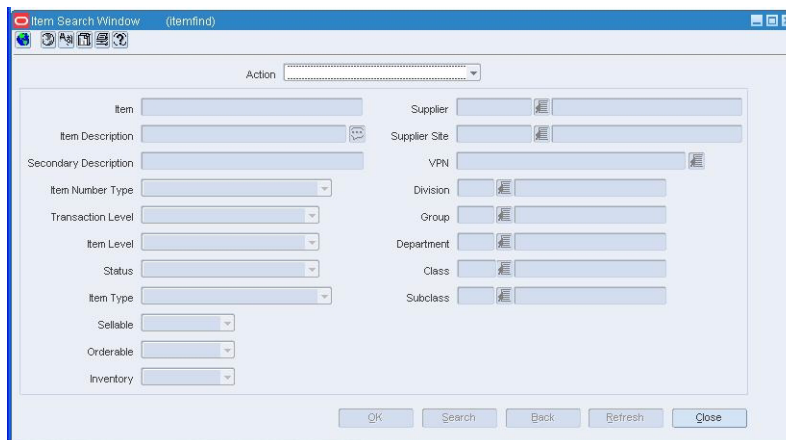 Item Search Window (itemfind)
Action
Item
Supplier
Item Description
Supplier Site
Secondary Description
VPN
Item Number Type
Division
Transaction Level
Group
Item Level
Department
Status
Class
Item Type
Subclass
Sellable
Orderable
Inventory
OK Search Back Refresh Close